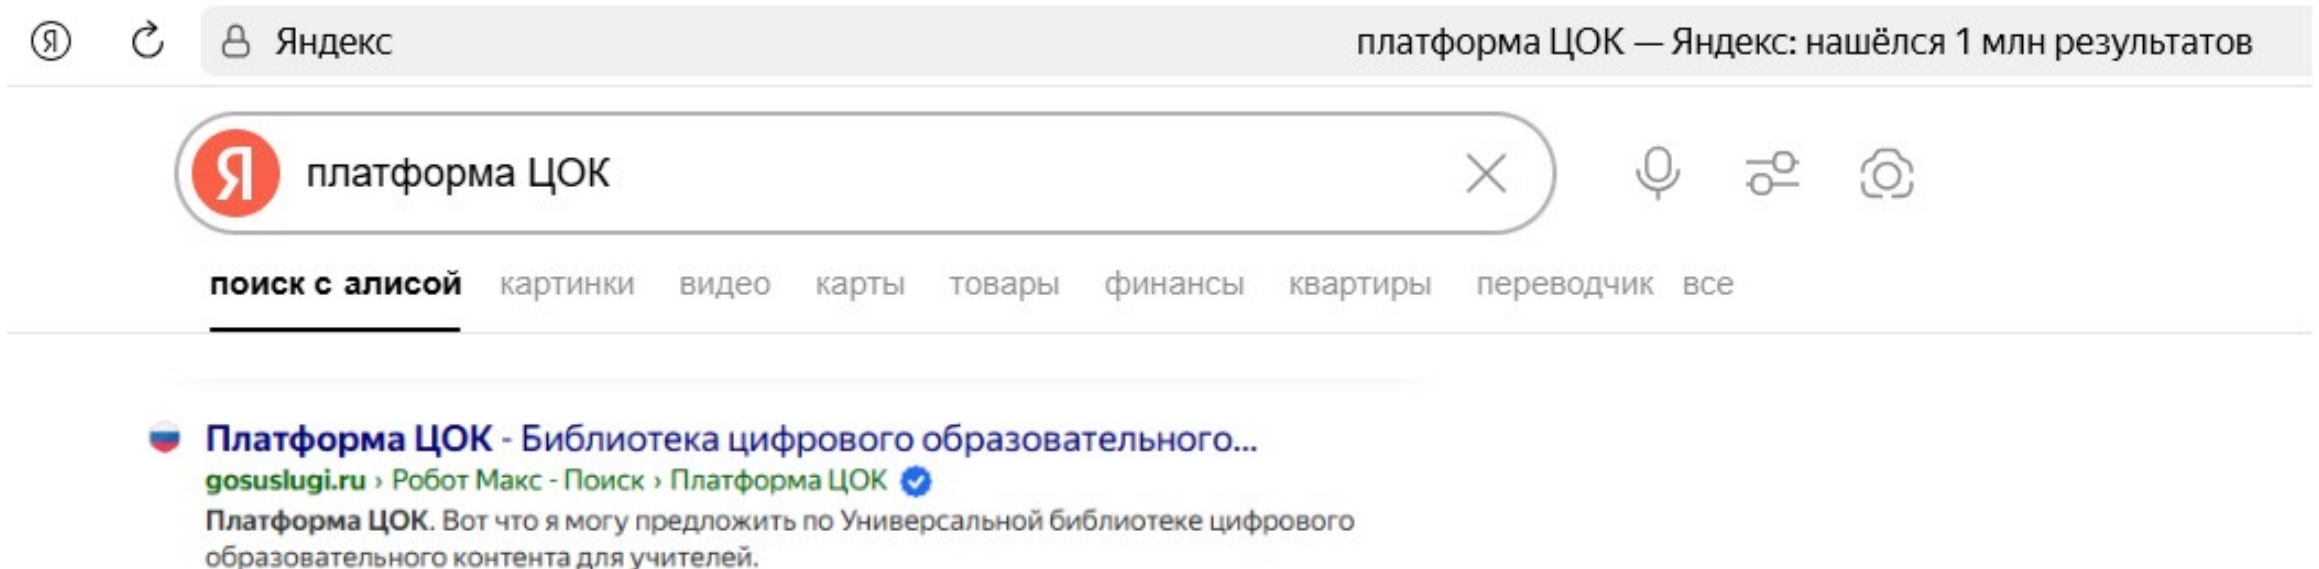 Яндекс платформа ЦОК — Яндекс: нашёлся 1 млн результатов
Я платформа ЦОК
поиск с алисой картинки видео карты товары финансы квартиры переводчик все
Платформа ЦОК - Библиотека цифрового образовательного...
gosuslugi.ru › Робот Макс - Поиск › Платформа ЦОК
Платформа ЦОК. Вот что я могу предложить по Универсальной библиотеке цифрового
образовательного контента для учителей.